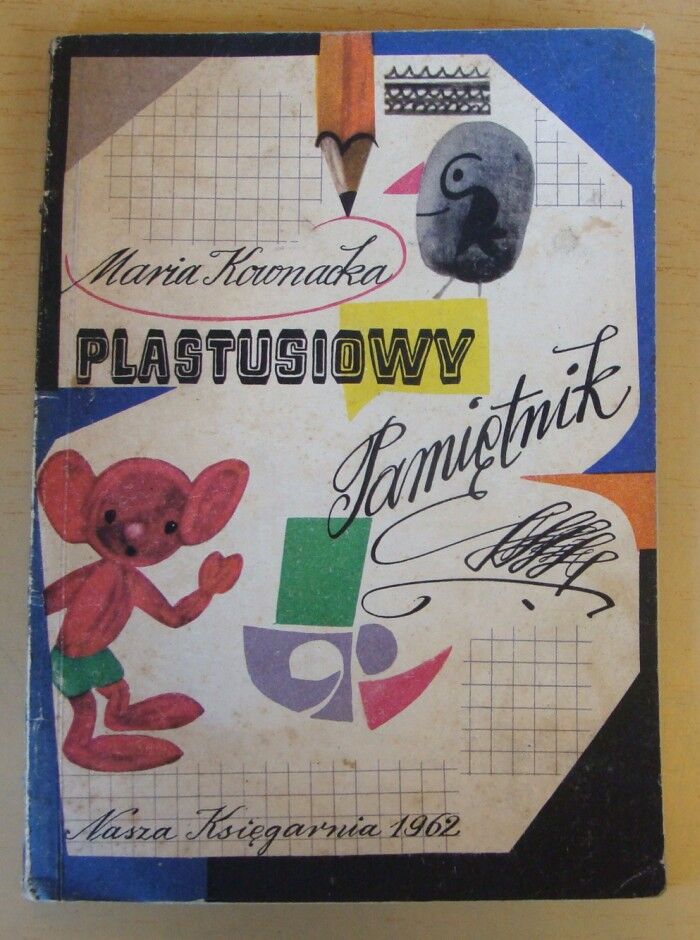 Maria Kownacka
PLASTUSIOWY
Pamiętnik
Nasza Księgarnia 1962